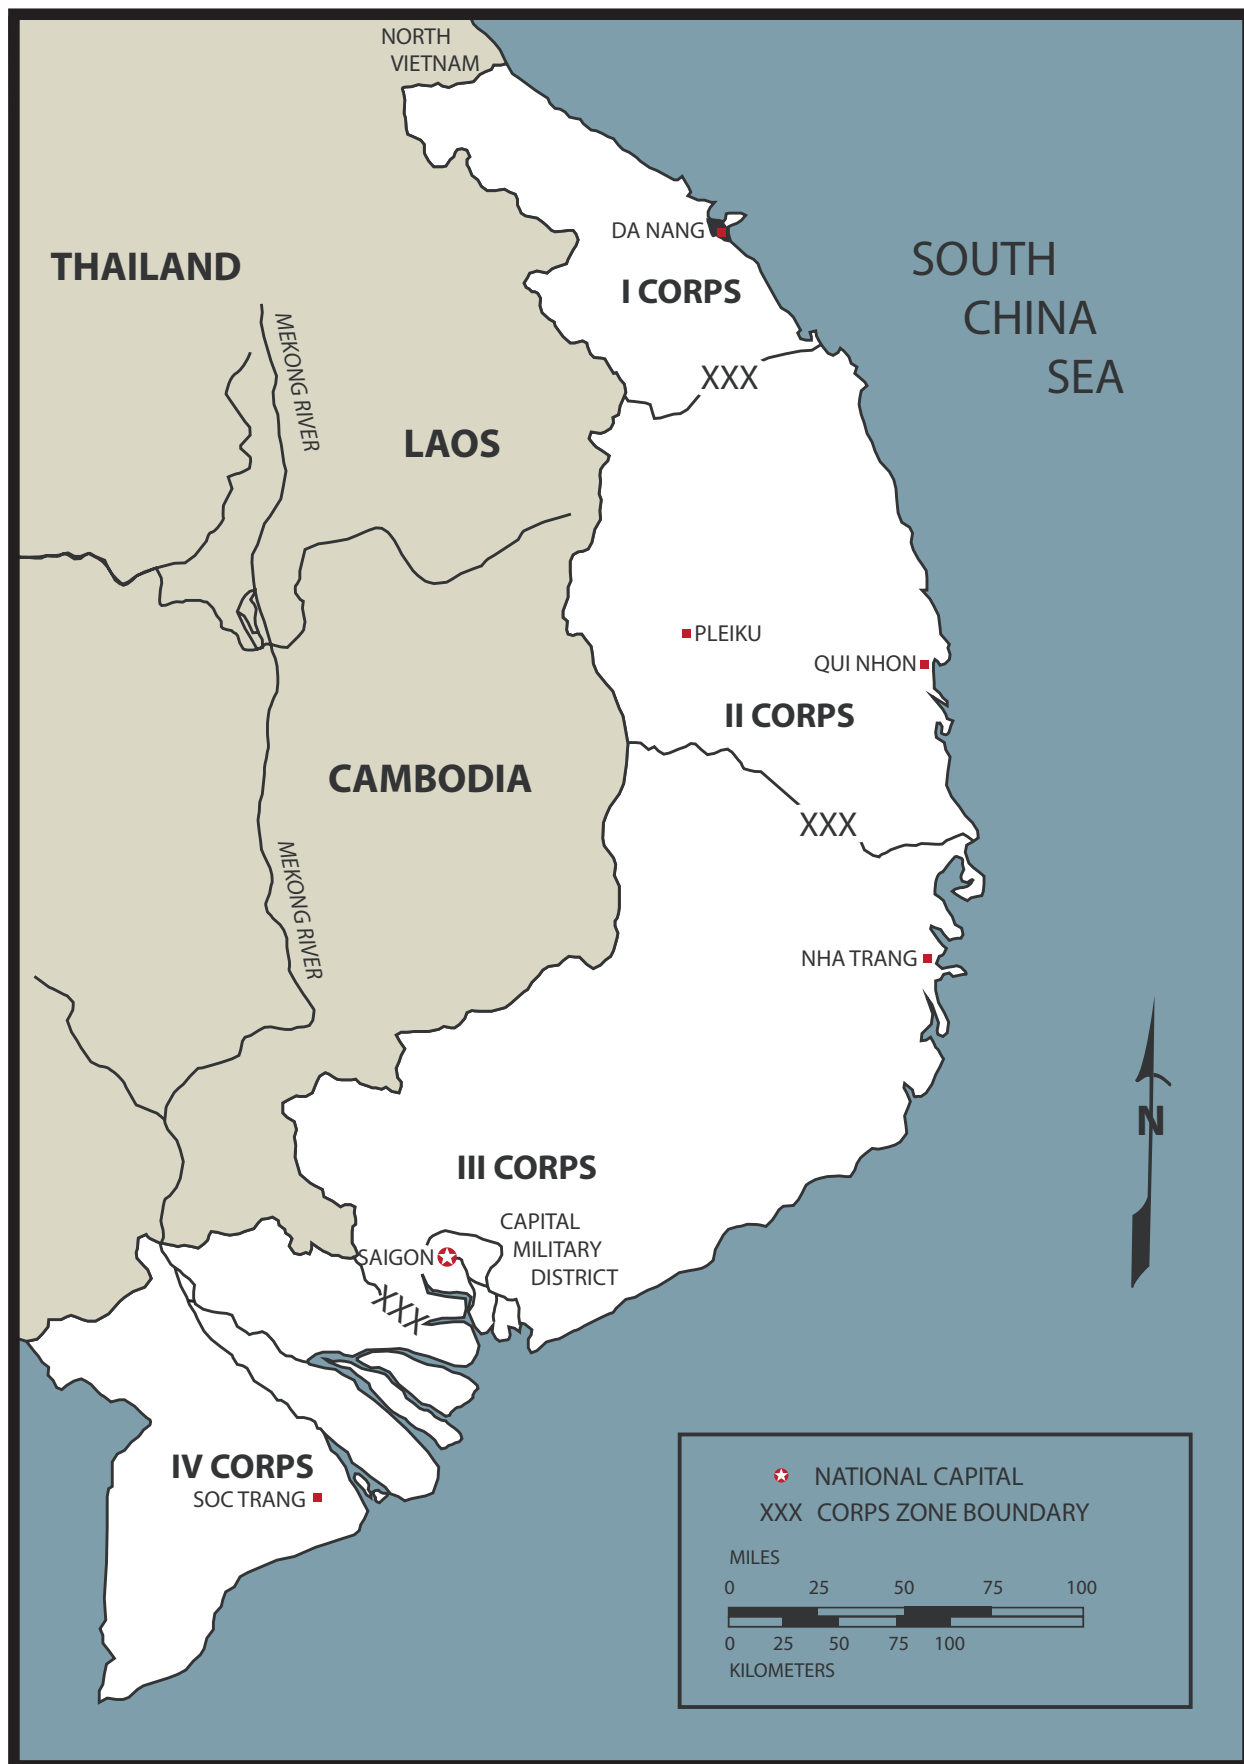 NORTH
VIETNAM
DA NANG
THAILAND
SOUTH
CHINA
SEA
I CORPS
MEKONG RIVER
XXX
LAOS
PLEIKU
QUI NHON
II CORPS
CAMBODIA
XXX
MEKONG RIVER
NHA TRANG
N
III CORPS
CAPITAL
MILITARY
DISTRICT
SAIGON
XXX
IV CORPS
SOC TRANG
NATIONAL CAPITAL
XXX CORPS ZONE BOUNDARY
MILES
0 25 50 75 100
0 25 50 75 100
KILOMETERS